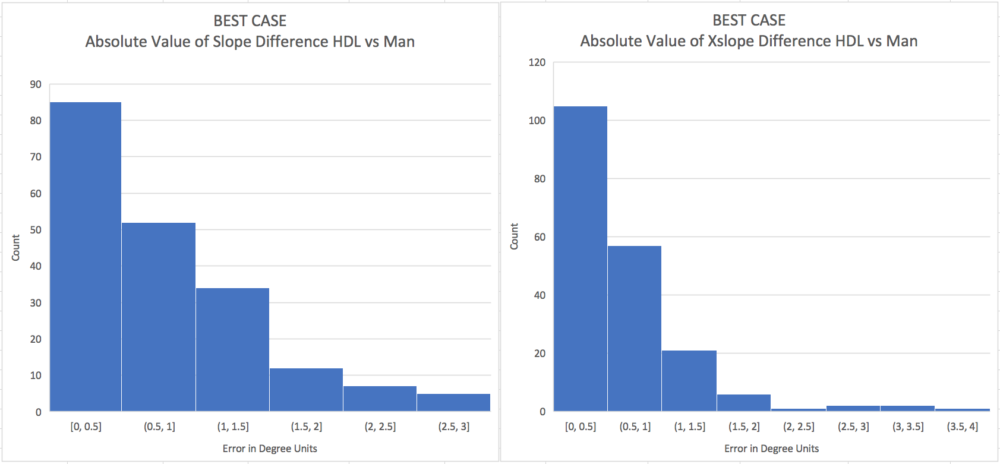 BEST CASE
Absolute Value of Slope Difference HDL vs Man
90
80
70
60
50
40
30
20
10
0
Count
[0, 0.5] (0.5, 1] (1, 1.5] (1.5, 2] (2, 2.5] (2.5, 3]
Error in Degree Units
BEST CASE
Absolute Value of Xslope Difference HDL vs Man
120
100
80
60
40
20
0
Count
[0, 0.5] (0.5, 1] (1, 1.5] (1.5, 2] (2, 2.5] (2.5, 3] (3, 3.5] (3.5, 4]
Error in Degree Units